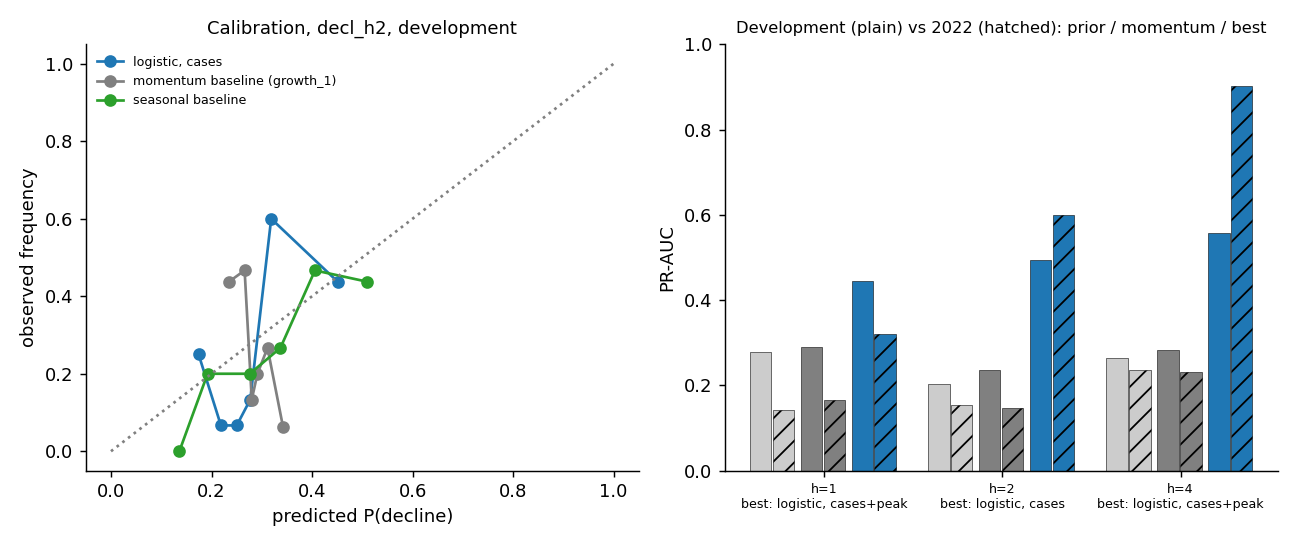 Calibration, decl_h2, development
logistic, cases
momentum baseline (growth_1)
seasonal baseline
observed frequency
1.0
0.8
0.6
0.4
0.2
0.0
0.0 0.2 0.4 0.6 0.8 1.0
predicted P(decline)
Development (plain) vs 2022 (hatched): prior / momentum / best
PR-AUC
1.0
0.8
0.6
0.4
0.2
0.0
h=1 h=2 h=4
best: logistic, cases+peak best: logistic, cases best: logistic, cases+peak